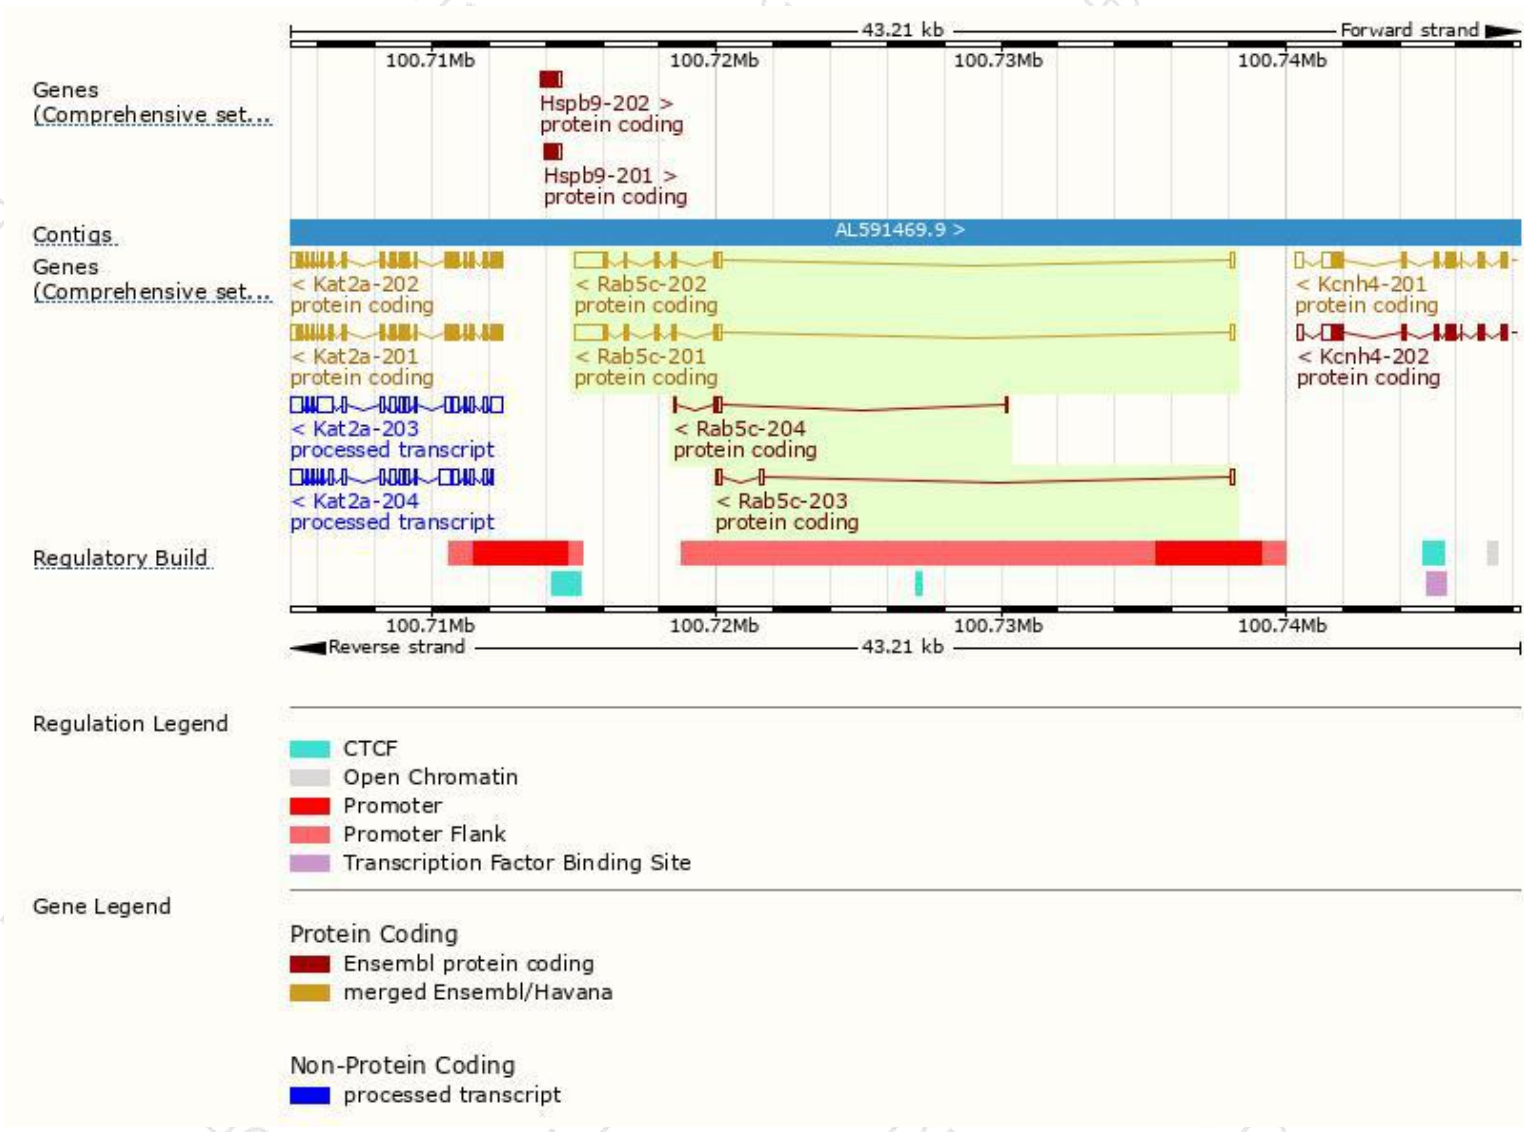 43.21 kb
Forward strand
100.71Mb 100.72Mb 100.73Mb 100.74Mb
Genes
(Comprehensive set...
Hspb9-202 >
protein coding
Hspb9-201 >
protein coding
Contigs
AL591469.9 >
Genes
(Comprehensive set...
< Kat2a-202 < Rab5c-202 < Kcnh4-201
protein coding protein coding protein coding
< Kat2a-201 < Rab5c-201 < Kcnh4-202
protein coding protein coding protein coding
< Kat2a-203 < Rab5c-204
processed transcript protein coding
< Kat2a-204 < Rab5c-203
processed transcript protein coding
Regulatory Build
100.71Mb 100.72Mb 100.73Mb 100.74Mb
Reverse strand 43.21 kb
Regulation Legend
CTCF
Open Chromatin
Promoter
Promoter Flank
Transcription Factor Binding Site
Gene Legend
Protein Coding
Ensembl protein coding
merged Ensembl/Havana
Non-Protein Coding
processed transcript